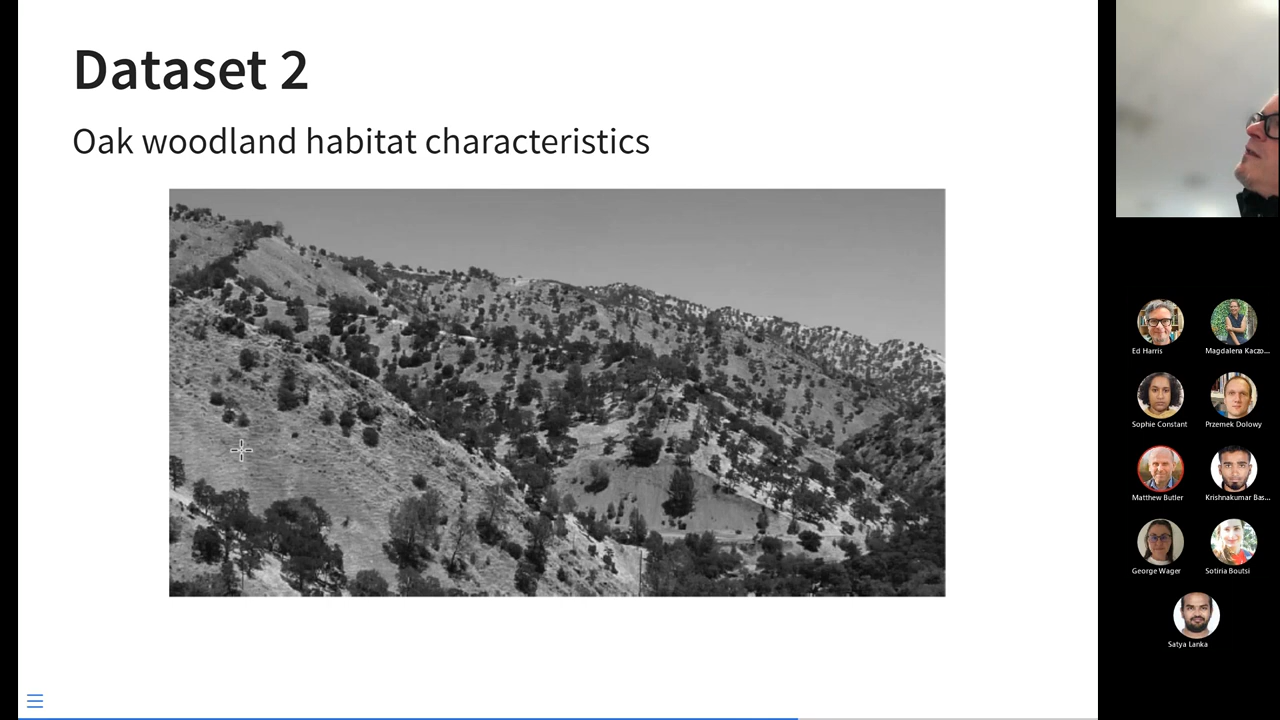 Dataset 2
Oak woodland habitat characteristics
Ed Harris
Magdalena Kaczo...
Sophie Constant
Przemek Dolowy
Matthew Butler
Krishnakumar Bas...
George Wager
Sotiria Boutsi
Satya Lanka